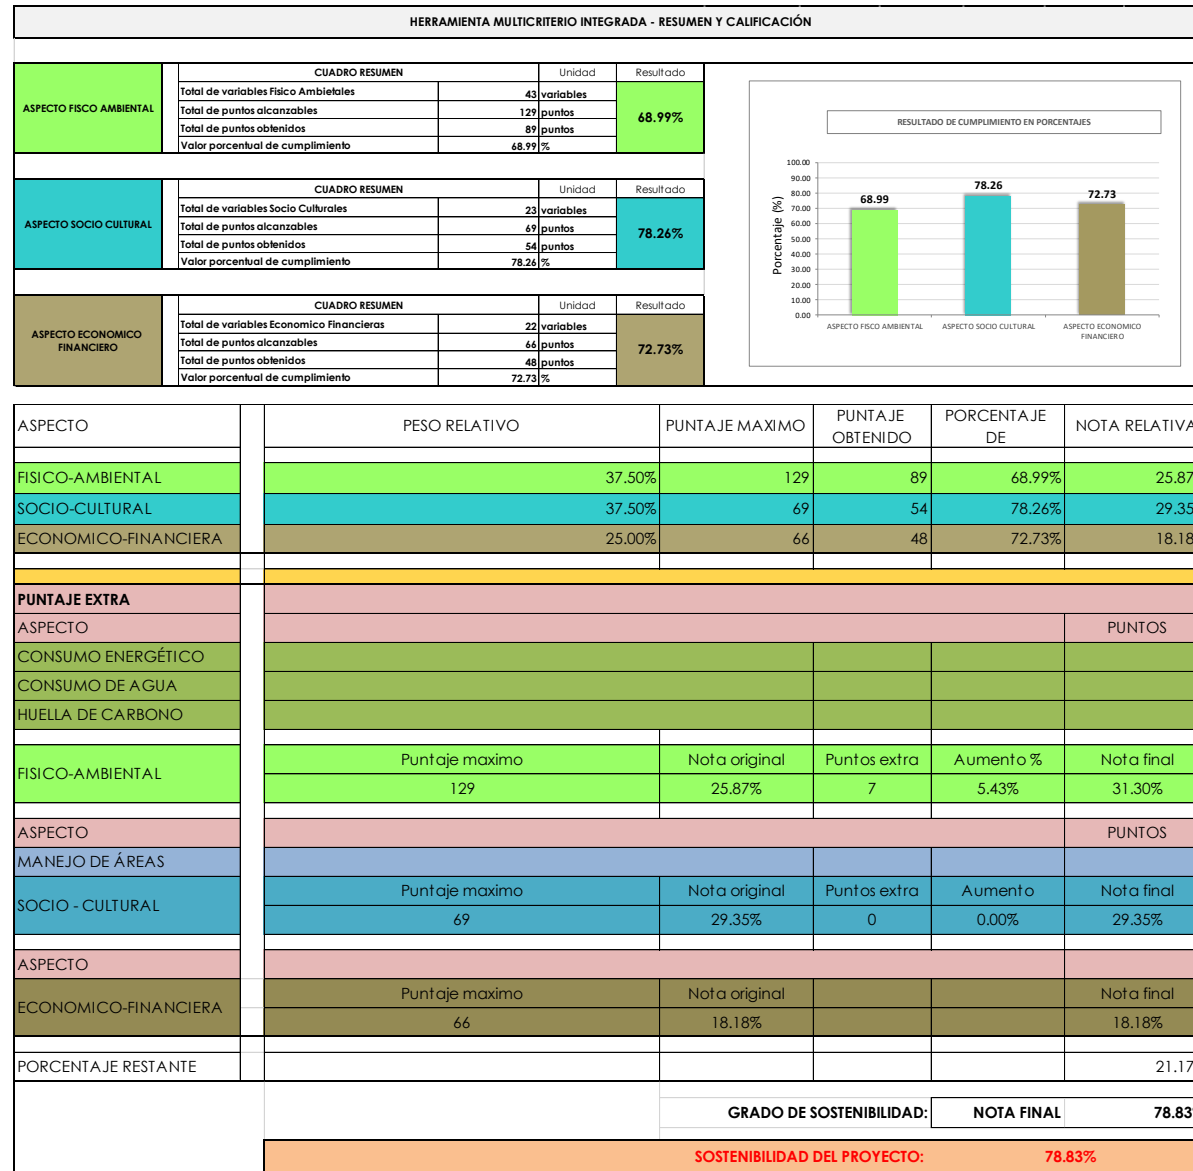 HERRAMIENTA MULTICRITERIO INTEGRADA - RESUMEN Y CALIFICACIÓN
ASPECTO FISCO AMBIENTAL
CUADRO RESUMEN Unidad Resultado
Total de variables Fisico Ambietales 43 variables
Total de puntos alcanzables 129 puntos
Total de puntos obtenidos 89 puntos
Valor porcentual de cumplimiento 68.99 %
68.99%
ASPECTO SOCIO CULTURAL
CUADRO RESUMEN Unidad Resultado
Total de variables Socio Culturales 23 variables
Total de puntos alcanzables 69 puntos
Total de puntos obtenidos 54 puntos
Valor porcentual de cumplimiento 78.26 %
78.26%
ASPECTO ECONOMICO
FINANCIERO
CUADRO RESUMEN Unidad Resultado
Total de variables Economico Financieras 22 variables
Total de puntos alcanzables 66 puntos
Total de puntos obtenidos 48 puntos
Valor porcentual de cumplimiento 72.73 %
72.73%
RESULTADO DE CUMPLIMIENTO EN PORCENTAJES
Porcentaje (%)
100.00
90.00
80.00
70.00
60.00
50.00
40.00
30.00
20.00
10.00
0.00
68.99
78.26
72.73
ASPECTO FISCO AMBIENTAL
ASPECTO SOCIO CULTURAL
ASPECTO ECONOMICO
FINANCIERO
ASPECTO PESO RELATIVO PUNTAJE MAXIMO PUNTAJE OBTENIDO PORCENTAJE DE NOTA RELATIVA
FISICO-AMBIENTAL 37.50% 129 89 68.99% 25.87
SOCIO-CULTURAL 37.50% 69 54 78.26% 29.35
ECONOMICO-FINANCIERA 25.00% 66 48 72.73% 18.18
PUNTAJE EXTRA
ASPECTO PUNTOS
CONSUMO ENERGÉTICO
CONSUMO DE AGUA
HUELLA DE CARBONO
FISICO-AMBIENTAL
Puntaje maximo Nota original Puntos extra Aumento % Nota final
129 25.87% 7 5.43% 31.30%
ASPECTO PUNTOS
MANEJO DE ÁREAS
SOCIO - CULTURAL
Puntaje maximo Nota original Puntos extra Aumento Nota final
69 29.35% 0 0.00% 29.35%
ASPECTO
ECONOMICO-FINANCIERA
Puntaje maximo Nota original Nota final
66 18.18% 18.18%
PORCENTAJE RESTANTE 21.17
GRADO DE SOSTENIBILIDAD: NOTA FINAL 78.83%
SOSTENIBILIDAD DEL PROYECTO: 78.83%